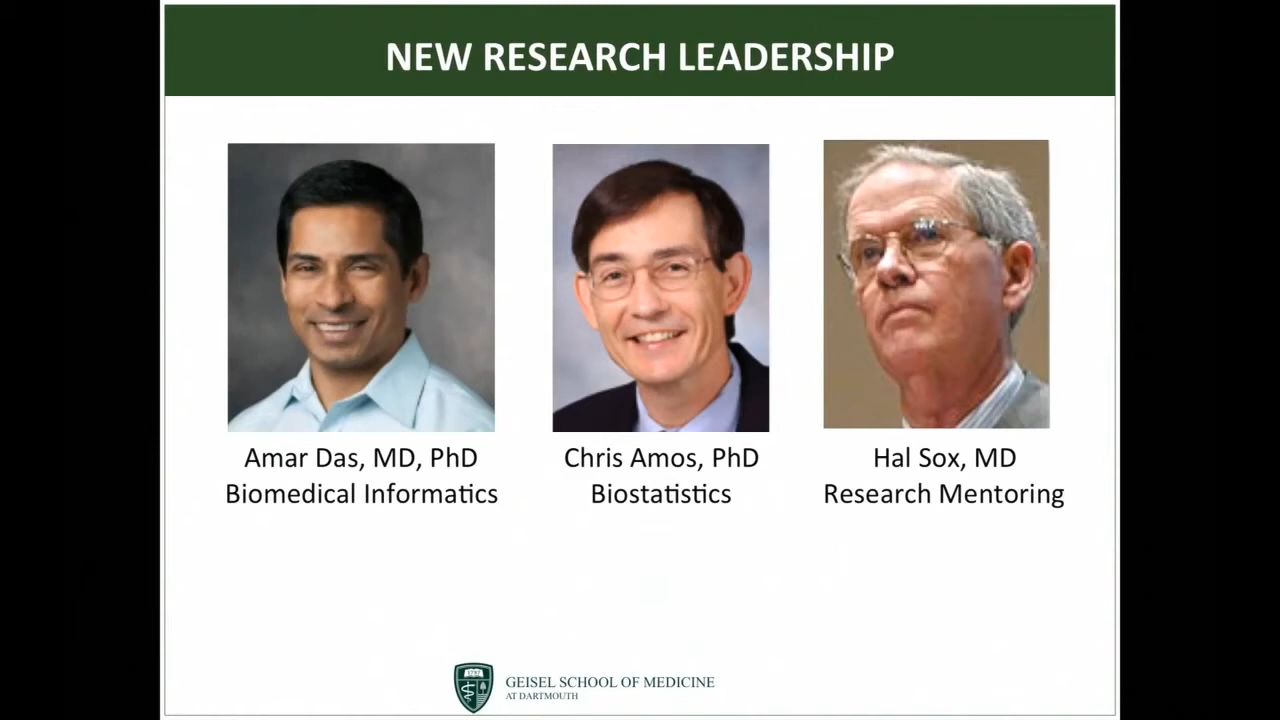 NEW RESEARCH LEADERSHIP
Amar Das, MD, PhD
Biomedical Informatics
Chris Amos, PhD
Biostatistics
Hal Sox, MD
Research Mentoring
GEISEL SCHOOL OF MEDICINE
AT DARTMOUTH